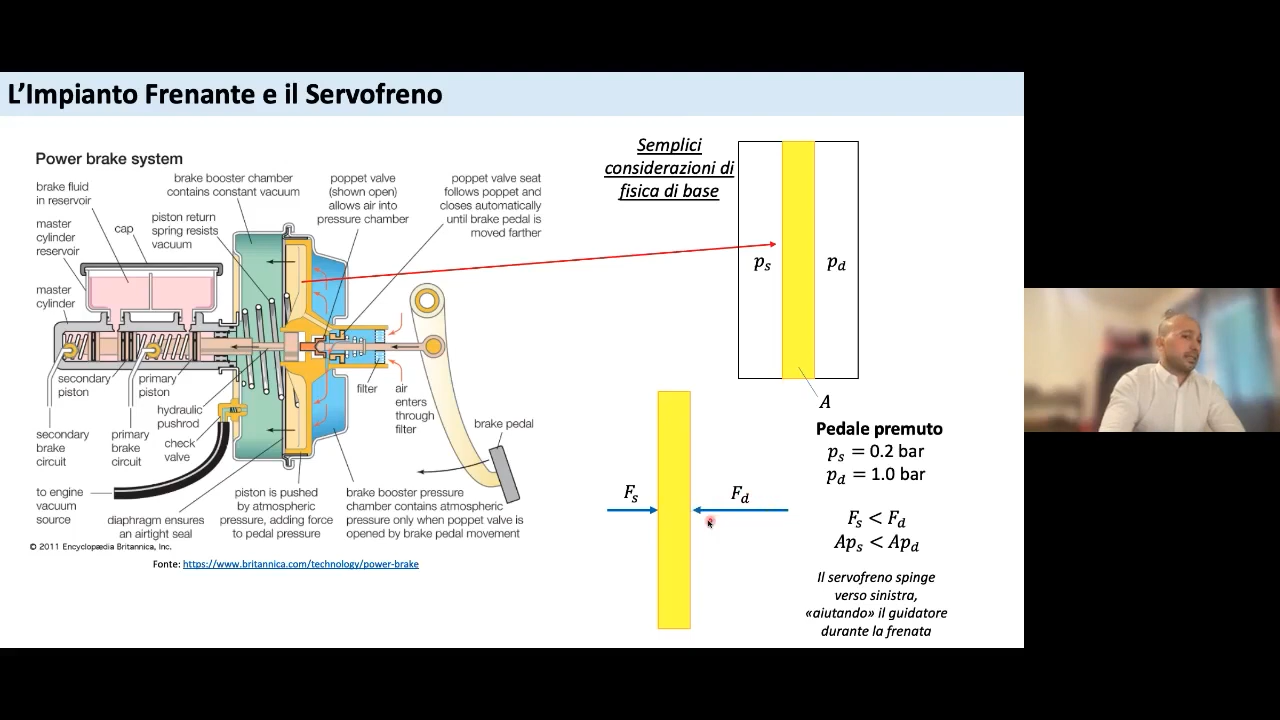 L'Impianto Frenante e il Servofreno
Power brake system
brake fluid
in reservoir
master
cylinder
reservoir
cap
master
cylinder
brake booster chamber
contains constant vacuum
piston return
spring resists
vacuum
poppet valve
(shown open)
allows air into
pressure chamber
poppet valve seat
follows poppet and
closes automatically
until brake pedal is
moved farther
secondary
piston
primary
piston
hydraulic
pushrod
check
valve
filter
air
enters
through
filter
brake pedal
secondary
brake
circuit
primary
brake
circuit
to engine
vacuum
source
diaphragm ensures
an airtight seal
piston is pushed
by atmospheric
pressure, adding force
to pedal pressure
brake booster pressure
chamber contains atmospheric
pressure only when poppet valve is
opened by brake pedal movement
© 2011 Encyclopædia Britannica, Inc.
Fonte: https://www.britannica.com/technology/power-brake
Semplici
considerazioni di
fisica di base
pₛ
p_d
A
Fₛ
F_d
Pedale premuto
pₛ = 0.2 bar
p_d = 1.0 bar
Fₛ < F_d
Apₛ < Ap_d
Il servofreno spinge
verso sinistra,
«aiutando» il guidatore
durante la frenata